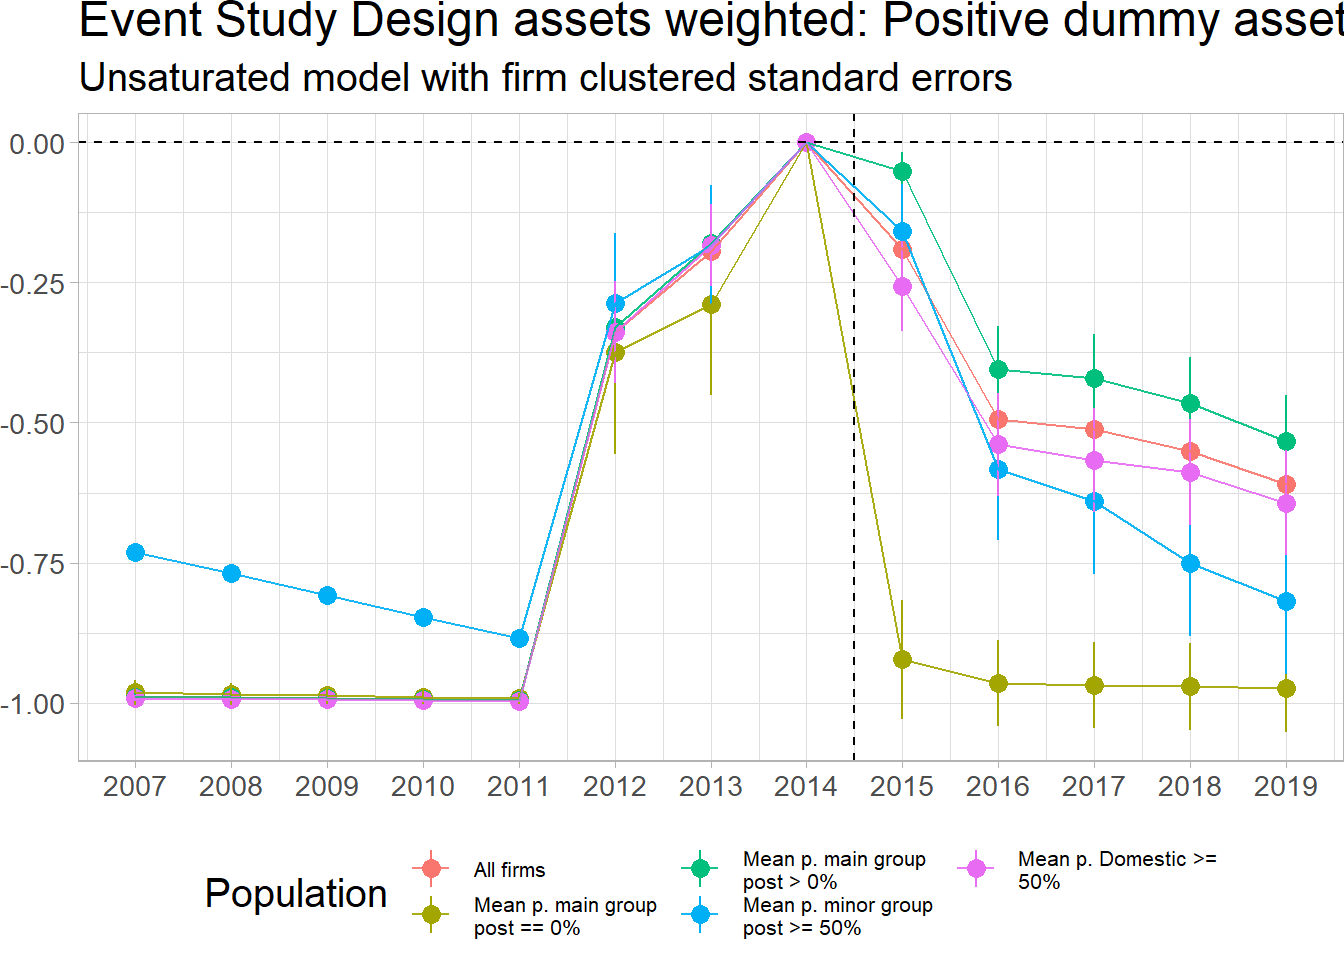 Event Study Design assets weighted: Positive dummy asset
Unsaturated model with firm clustered standard errors
0.00
-0.25
-0.50
-0.75
-1.00
2007 2008 2009 2010 2011 2012 2013 2014 2015 2016 2017 2018 2019
Population
All firms
Mean p. main group
post == 0%
Mean p. main group
post > 0%
Mean p. minor group
post >= 50%
Mean p. Domestic >=
50%